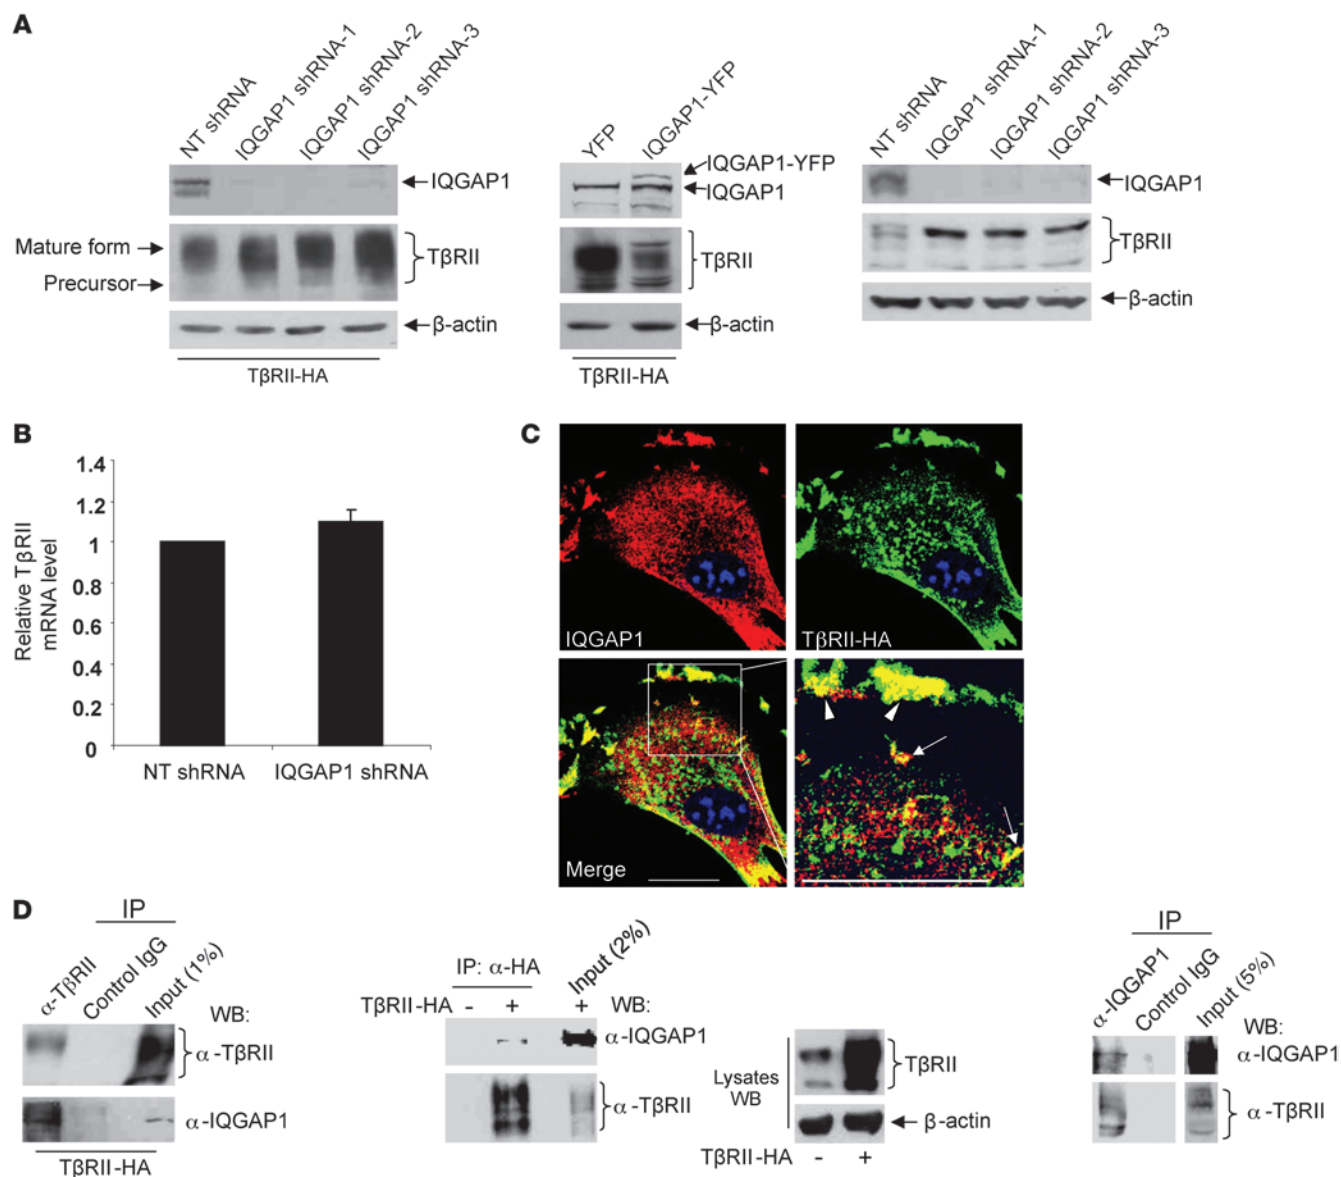 A
NT shRNA
IQGAP1 shRNA-1
IQGAP1 shRNA-2
IQGAP1 shRNA-3
IQGAP1
Mature form
Precursor
TβRII
β-actin
TβRII-HA
YFP
IQGAP1-YFP
IQGAP1-YFP
IQGAP1
TβRII
β-actin
TβRII-HA
NT shRNA
IQGAP1 shRNA-1
IQGAP1 shRNA-2
IQGAP1 shRNA-3
IQGAP1
TβRII
β-actin
B
Relative TβRII
mRNA level
1.4
1.2
1
0.8
0.6
0.4
0.2
0
NT shRNA
IQGAP1 shRNA
C
IQGAP1
TβRII-HA
Merge
D
IP
α-TβRII
Control IgG
Input (1%)
WB:
α-TβRII
α-IQGAP1
TβRII-HA
IP: α-HA
Input (2%)
TβRII-HA - + + WB:
α-IQGAP1
α-TβRII
Lysates
WB
TβRII
β-actin
TβRII-HA - +
IP
α-IQGAP1
Control IgG
Input (5%)
WB:
α-IQGAP1
α-TβRII